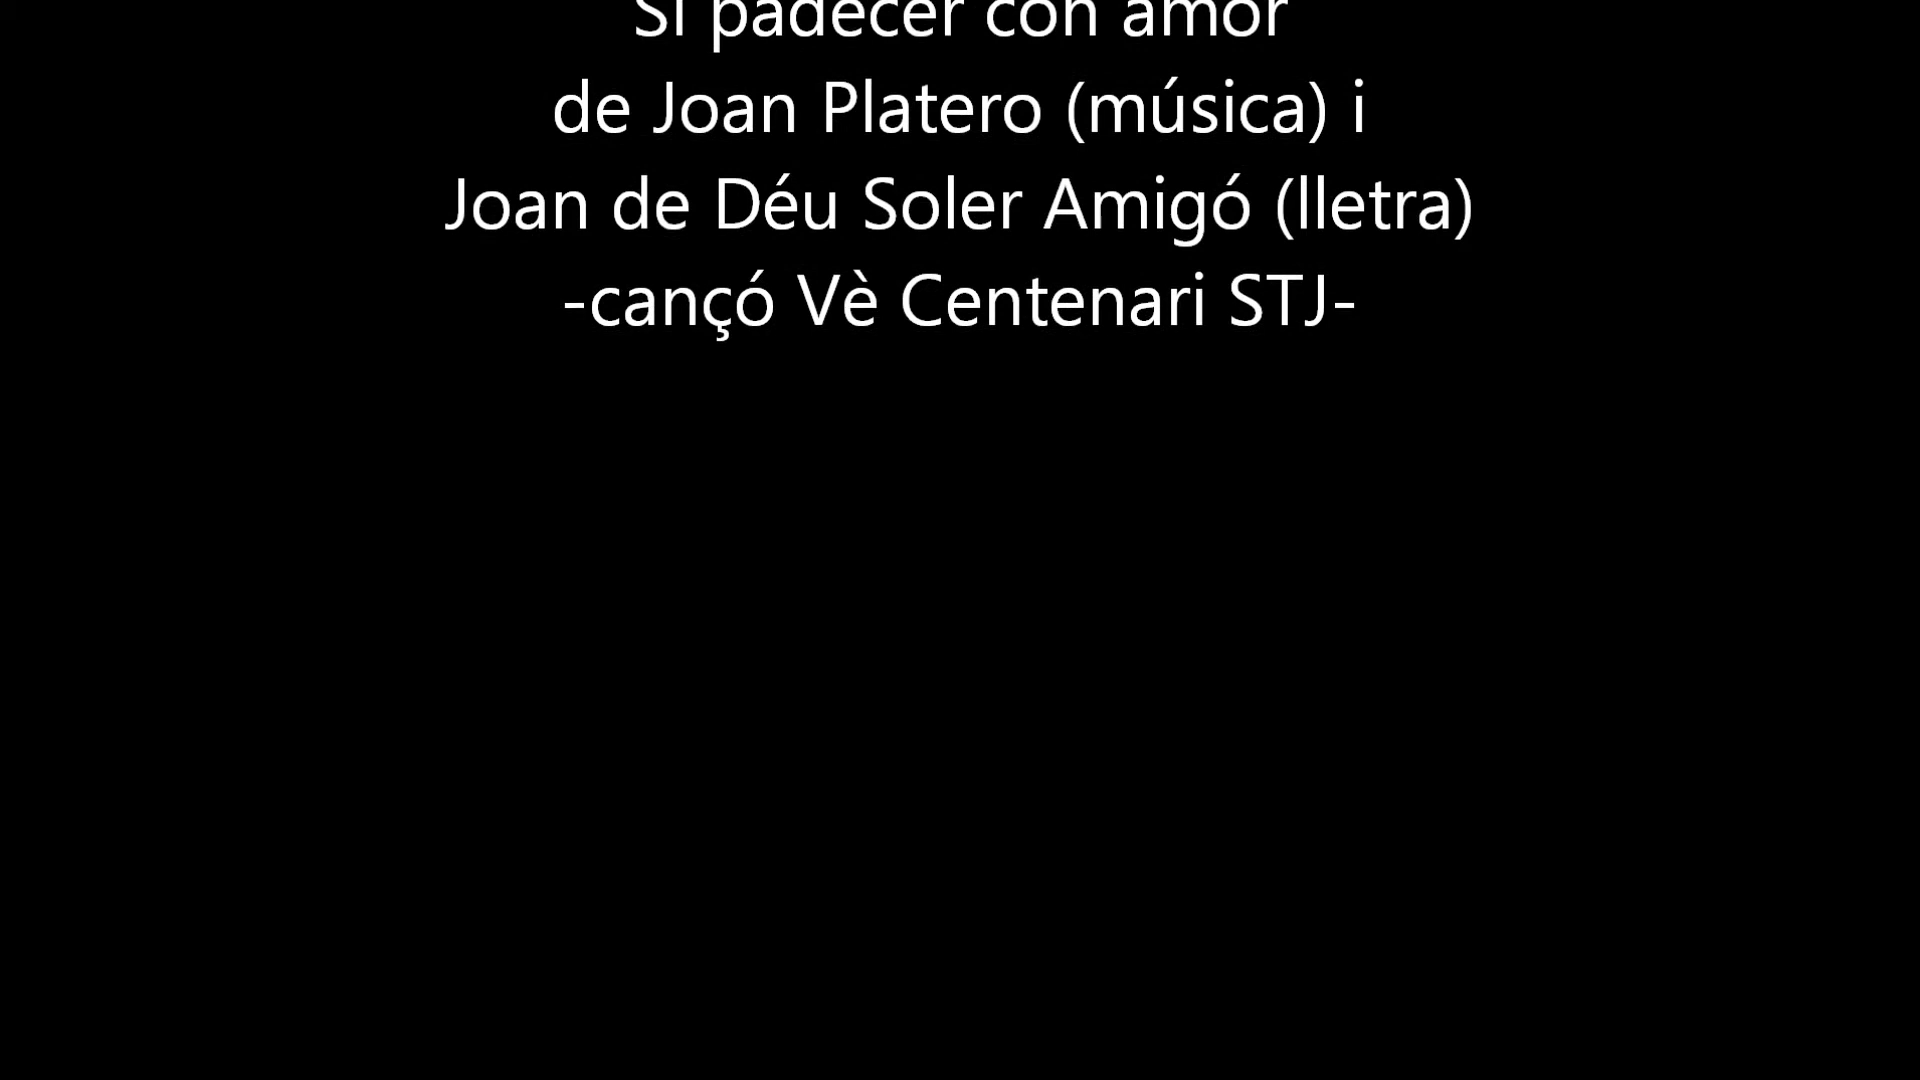 Si padecer con amor
de Joan Platero (música) i
Joan de Déu Soler Amigó (lletra)
-cançó Vè Centenari STJ-